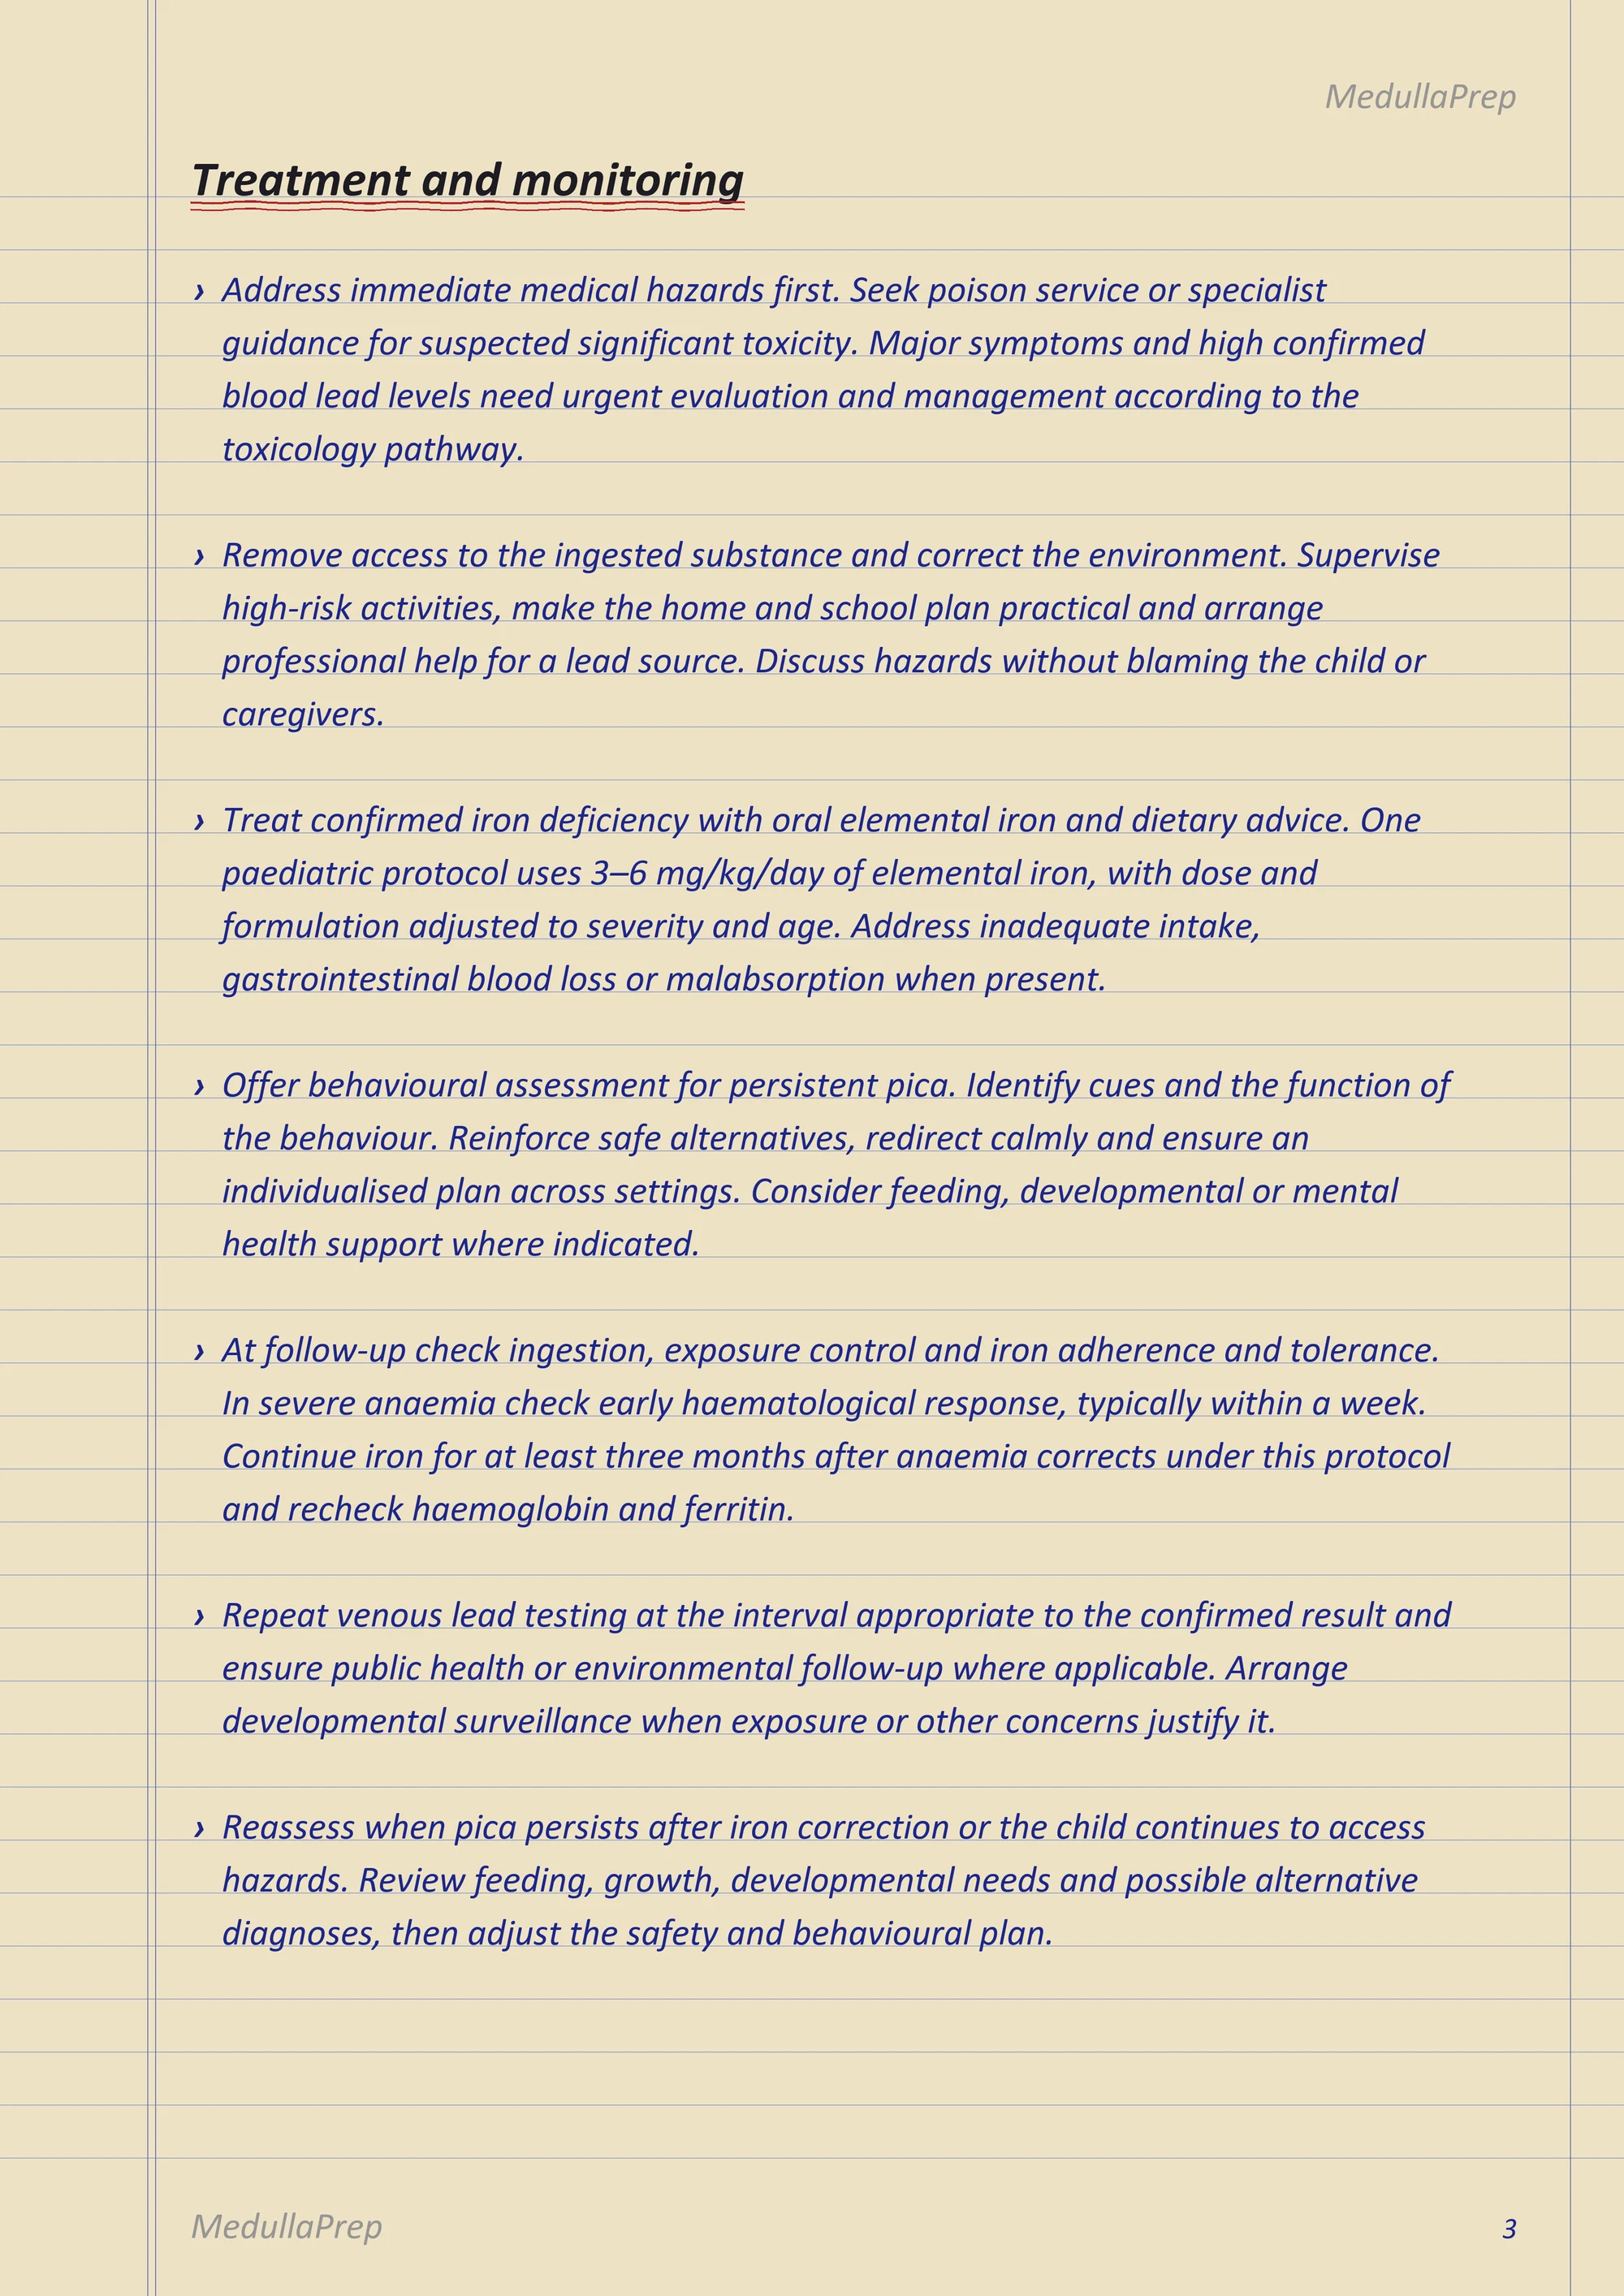 MedullaPrep
Treatment and monitoring
› Address immediate medical hazards first. Seek poison service or specialist
guidance for suspected significant toxicity. Major symptoms and high confirmed
blood lead levels need urgent evaluation and management according to the
toxicology pathway.
› Remove access to the ingested substance and correct the environment. Supervise
high-risk activities, make the home and school plan practical and arrange
professional help for a lead source. Discuss hazards without blaming the child or
caregivers.
› Treat confirmed iron deficiency with oral elemental iron and dietary advice. One
paediatric protocol uses 3–6 mg/kg/day of elemental iron, with dose and
formulation adjusted to severity and age. Address inadequate intake,
gastrointestinal blood loss or malabsorption when present.
› Offer behavioural assessment for persistent pica. Identify cues and the function of
the behaviour. Reinforce safe alternatives, redirect calmly and ensure an
individualised plan across settings. Consider feeding, developmental or mental
health support where indicated.
› At follow-up check ingestion, exposure control and iron adherence and tolerance.
In severe anaemia check early haematological response, typically within a week.
Continue iron for at least three months after anaemia corrects under this protocol
and recheck haemoglobin and ferritin.
› Repeat venous lead testing at the interval appropriate to the confirmed result and
ensure public health or environmental follow-up where applicable. Arrange
developmental surveillance when exposure or other concerns justify it.
› Reassess when pica persists after iron correction or the child continues to access
hazards. Review feeding, growth, developmental needs and possible alternative
diagnoses, then adjust the safety and behavioural plan.
MedullaPrep
3